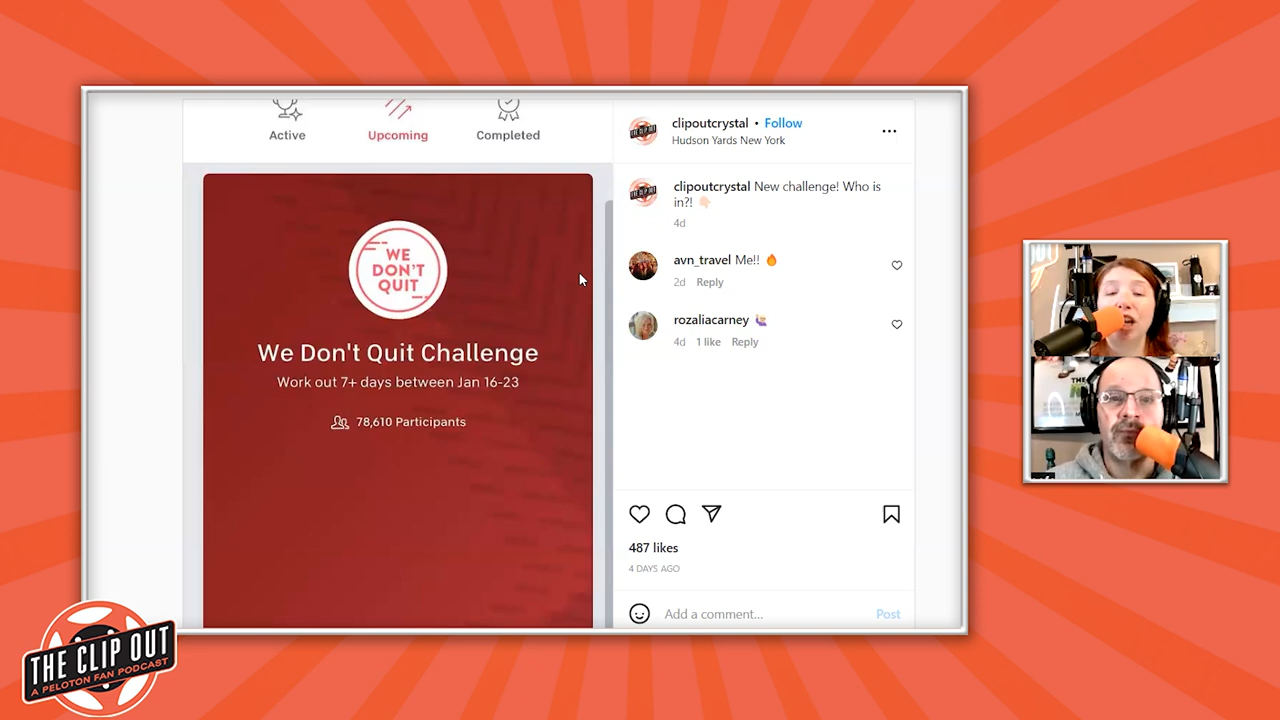 Active
Upcoming
Completed
WE
DON'T
QUIT
We Don't Quit Challenge
Work out 7+ days between Jan 16-23
78,610 Participants
clipoutcrystal • Follow
Hudson Yards New York
clipoutcrystal New challenge! Who is
in?! 👇🏻
4d
avn_travel Me!! 🔥
2d Reply
rozaliacarney 🙋🏼‍♀️
4d 1 like Reply
487 likes
4 DAYS AGO
Add a comment... Post
THE CLIP OUT
A PELOTON FAN PODCAST